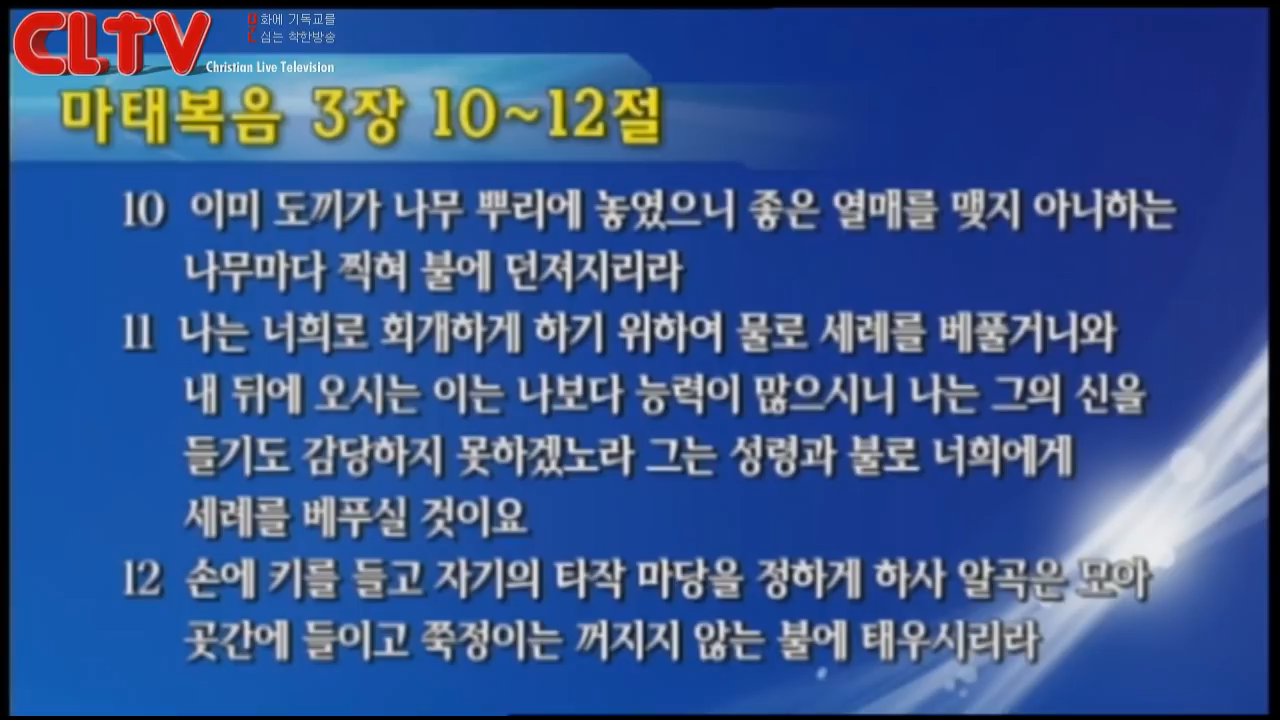 CLTV
문화에 기독교를
심는 착한방송
Christian Live Television
마태복음 3장 10~12절
10 이미 도끼가 나무 뿌리에 놓였으니 좋은 열매를 맺지 아니하는
나무마다 찍혀 불에 던져지리라
11 나는 너희로 회개하게 하기 위하여 물로 세례를 베풀거니와
내 뒤에 오시는 이는 나보다 능력이 많으시니 나는 그의 신을
들기도 감당하지 못하겠노라 그는 성령과 불로 너희에게
세례를 베푸실 것이요
12 손에 키를 들고 자기의 타작 마당을 정하게 하사 알곡은 모아
곳간에 들이고 쭉정이는 꺼지지 않는 불에 태우시리라